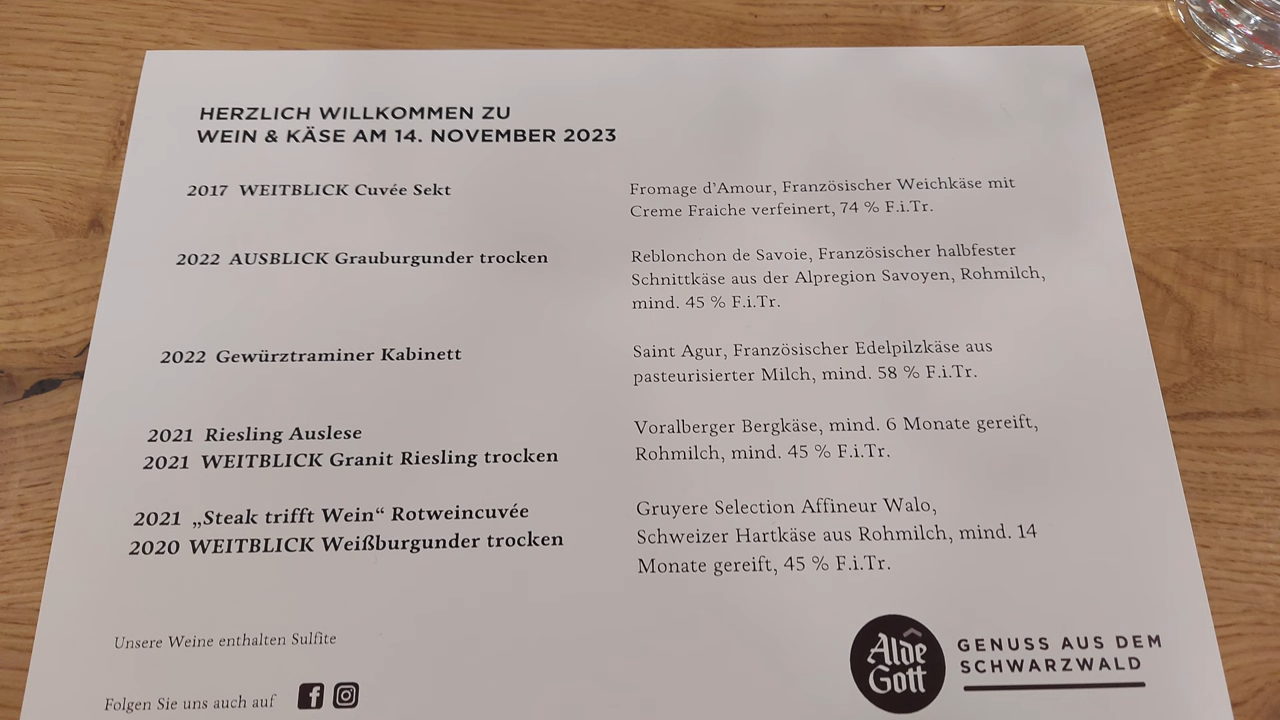 HERZLICH WILLKOMMEN ZU
WEIN & KÄSE AM 14. NOVEMBER 2023
2017 WEITBLICK Cuvée Sekt
Fromage d'Amour, Französischer Weichkäse mit
Creme Fraiche verfeinert, 74 % F.i.Tr.
2022 AUSBLICK Grauburgunder trocken
Reblonchon de Savoie, Französischer halbfester
Schnittkäse aus der Alpregion Savoyen, Rohmilch,
mind. 45 % F.i.Tr.
2022 Gewürztraminer Kabinett
Saint Agur, Französischer Edelpilzkäse aus
pasteurisierter Milch, mind. 58 % F.i.Tr.
2021 Riesling Auslese
2021 WEITBLICK Granit Riesling trocken
Voralberger Bergkäse, mind. 6 Monate gereift,
Rohmilch, mind. 45 % F.i.Tr.
2021 „Steak trifft Wein“ Rotweincuvée
2020 WEITBLICK Weißburgunder trocken
Gruyere Selection Affineur Walo,
Schweizer Hartkäse aus Rohmilch, mind. 14
Monate gereift, 45 % F.i.Tr.
Unsere Weine enthalten Sulfite
Folgen Sie uns auch auf
Alde
Gott
GENUSS AUS DEM
SCHWARZWALD